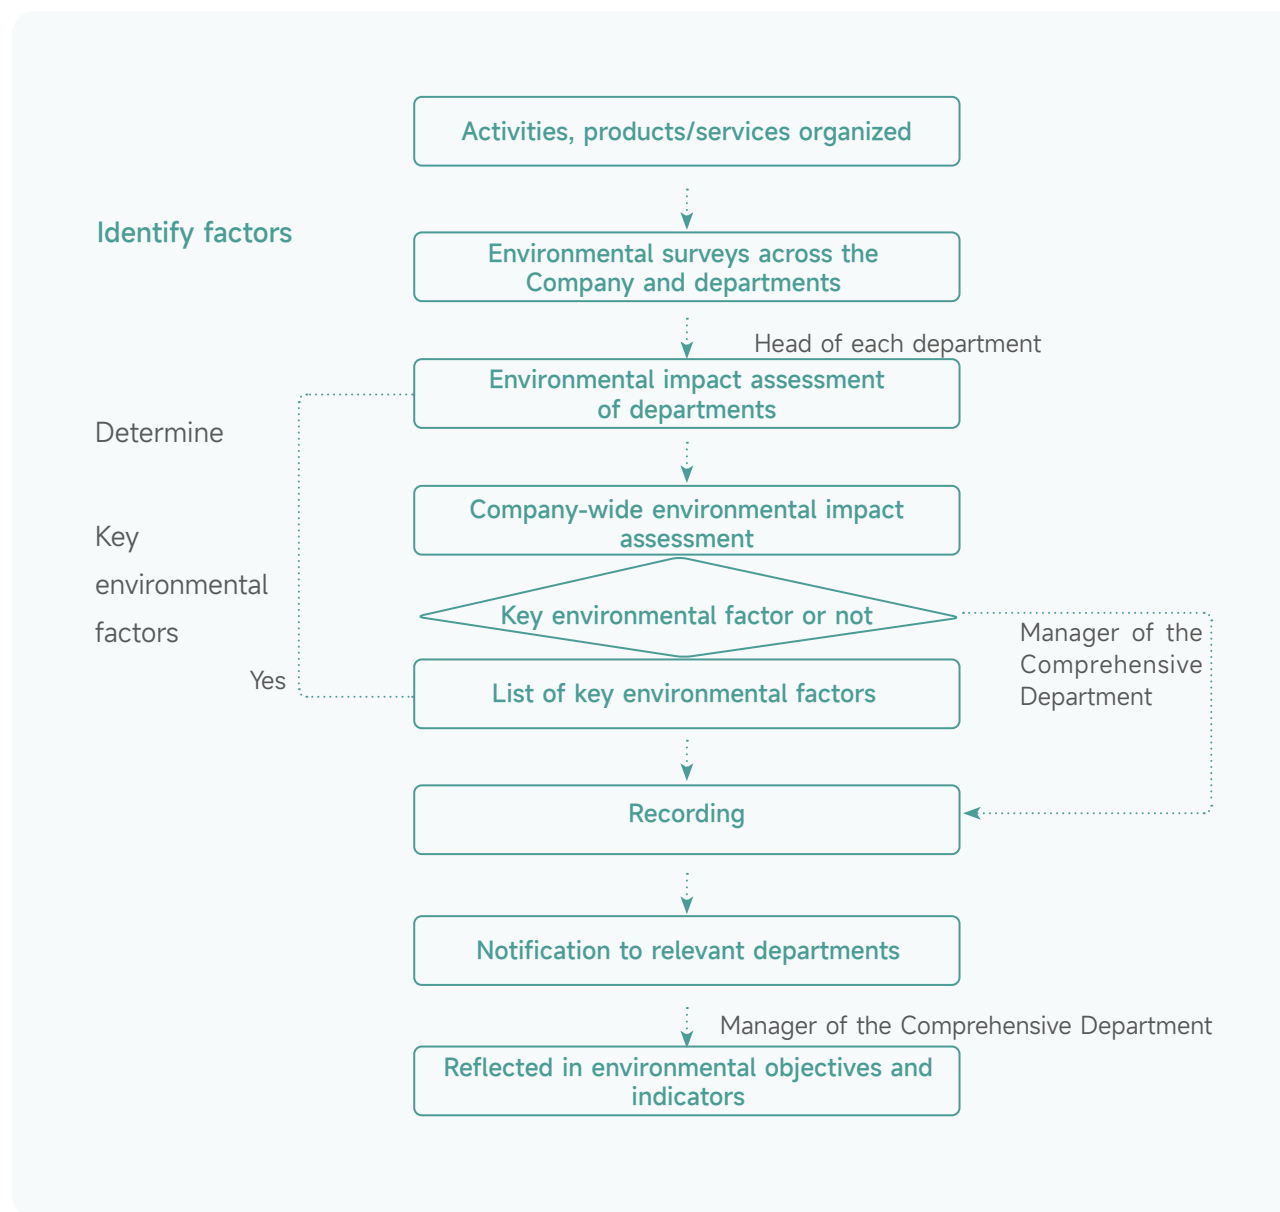 Activities, products/services organized
Identify factors
Environmental surveys across the
Company and departments
Head of each department
Environmental impact assessment
of departments
Determine
Company-wide environmental impact
assessment
Key
environmental
factors
Key environmental factor or not
Manager of the
Comprehensive
Department
Yes
List of key environmental factors
Recording
Notification to relevant departments
Manager of the Comprehensive Department
Reflected in environmental objectives and
indicators